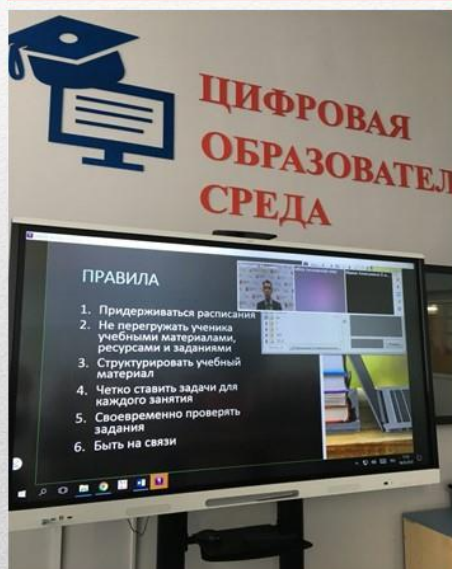 ЦИФРОВАЯ
ОБРАЗОВАТЕЛ
СРЕДА
ПРАВИЛА
1. Придерживаться расписания
2. Не перегружать ученика
учебными материалами,
ресурсами и заданиями
3. Структурировать учебный
материал
4. Четко ставить задачи для
каждого занятия
5. Своевременно проверять
задания
6. Быть на связи